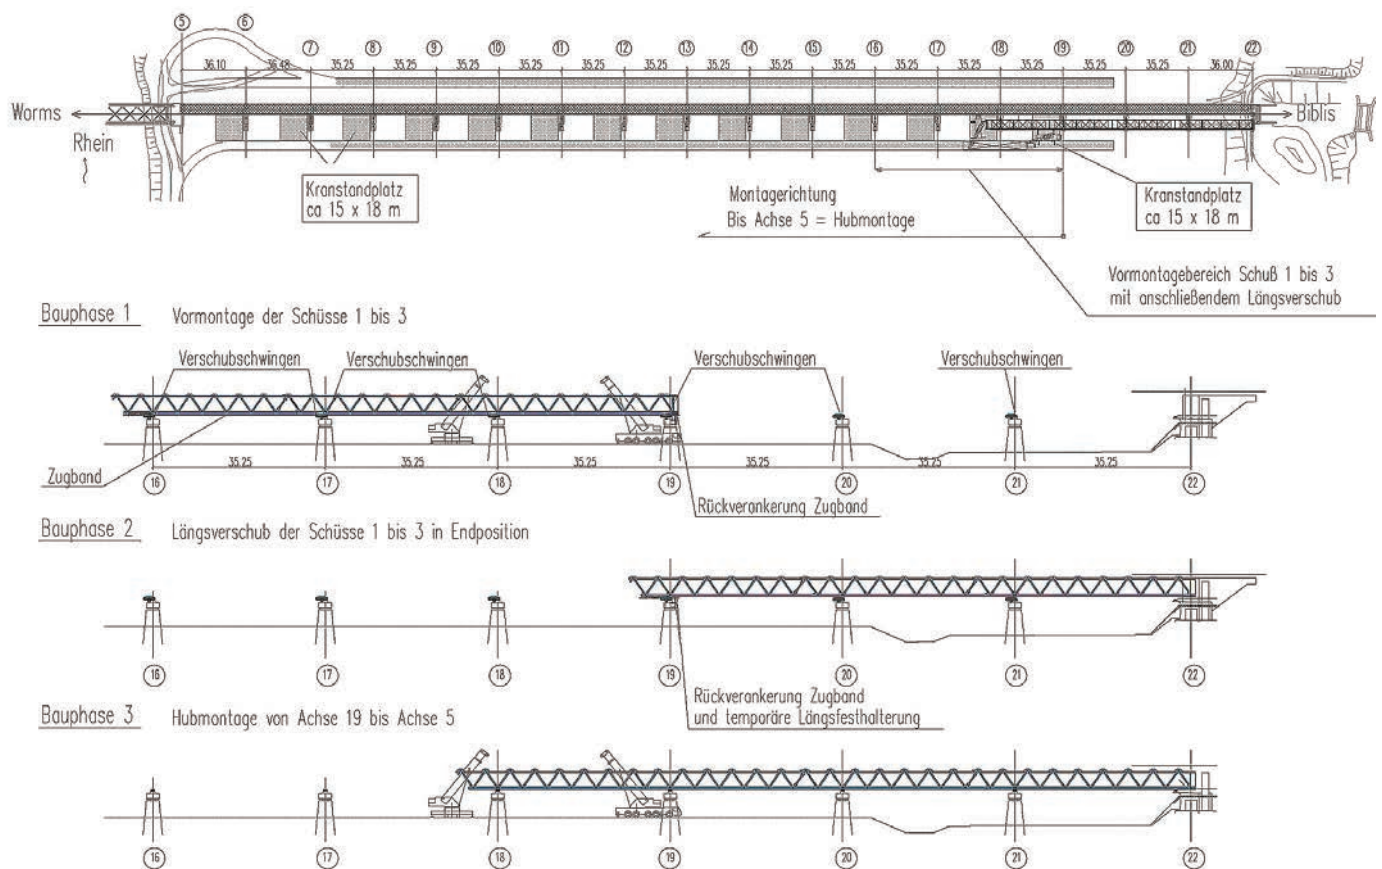 5 6 7 8 9 10 11 12 13 14 15 16 17 18 19 20 21 22
36.10 36.48 35.25 35.25 35.25 35.25 35.25 35.25 35.25 35.25 35.25 35.25 35.25 35.25 35.25 35.25 36.00
Worms
Biblis
Rhein
Kranstandplatz
ca 15 x 18 m
Montagerichtung
Bis Achse 5 = Hubmontage
Kranstandplatz
ca 15 x 18 m
Vormontagebereich Schuß 1 bis 3
mit anschließendem Längsverschub
Bauphase 1 Vormontage der Schüsse 1 bis 3
Verschubschwingen Verschubschwingen Verschubschwingen Verschubschwingen
35.25 35.25 35.25 35.25 35.25 35.25
Zugband
16 17 18 19 20 21 22
Rückverankerung Zugband
Bauphase 2 Längsverschub der Schüsse 1 bis 3 in Endposition
16 17 18 19 20 21 22
Rückverankerung Zugband
und temporäre Längsfesthalterung
Bauphase 3 Hubmontage von Achse 19 bis Achse 5
16 17 18 19 20 21 22